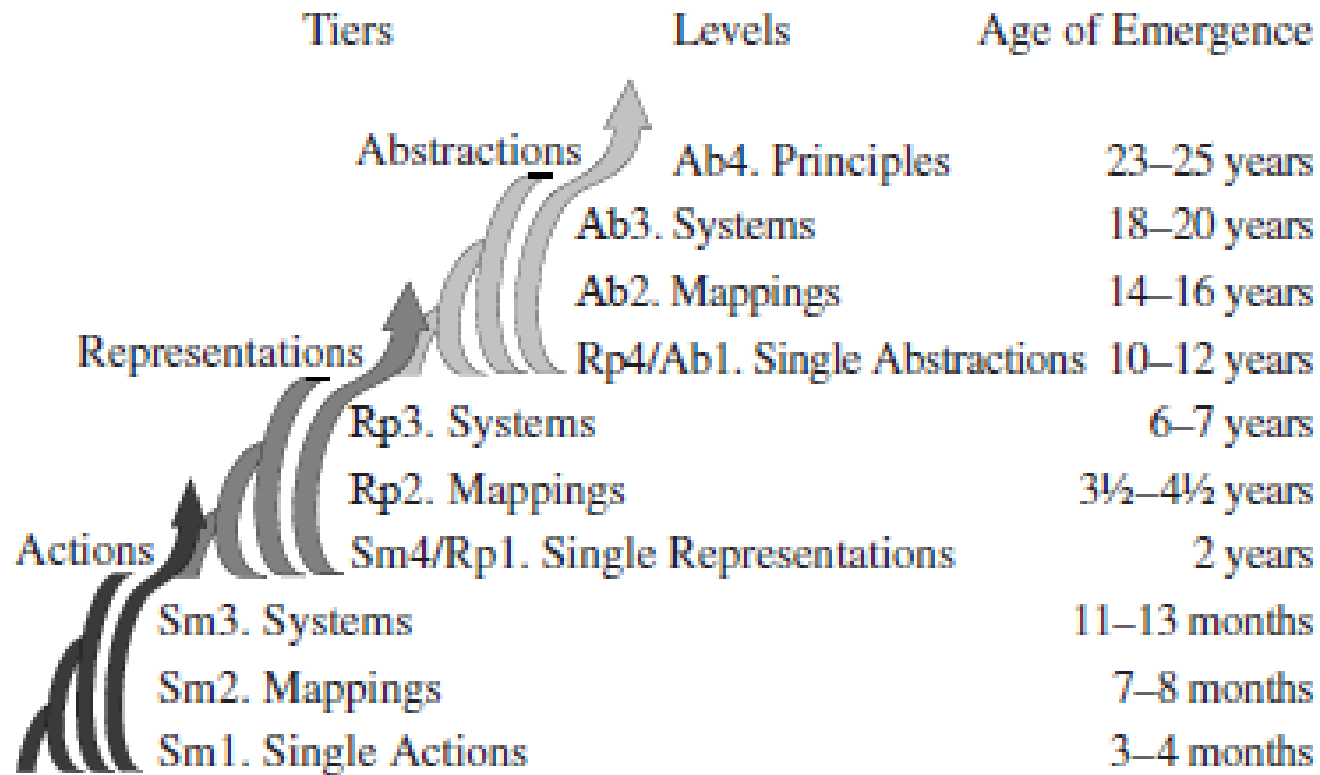 Tiers Levels Age of Emergence
Abstractions
Ab4. Principles 23–25 years
Ab3. Systems 18–20 years
Ab2. Mappings 14–16 years
Representations
Rp4/Ab1. Single Abstractions 10–12 years
Rp3. Systems 6–7 years
Rp2. Mappings 3½–4½ years
Actions
Sm4/Rp1. Single Representations 2 years
Sm3. Systems 11–13 months
Sm2. Mappings 7–8 months
Sm1. Single Actions 3–4 months